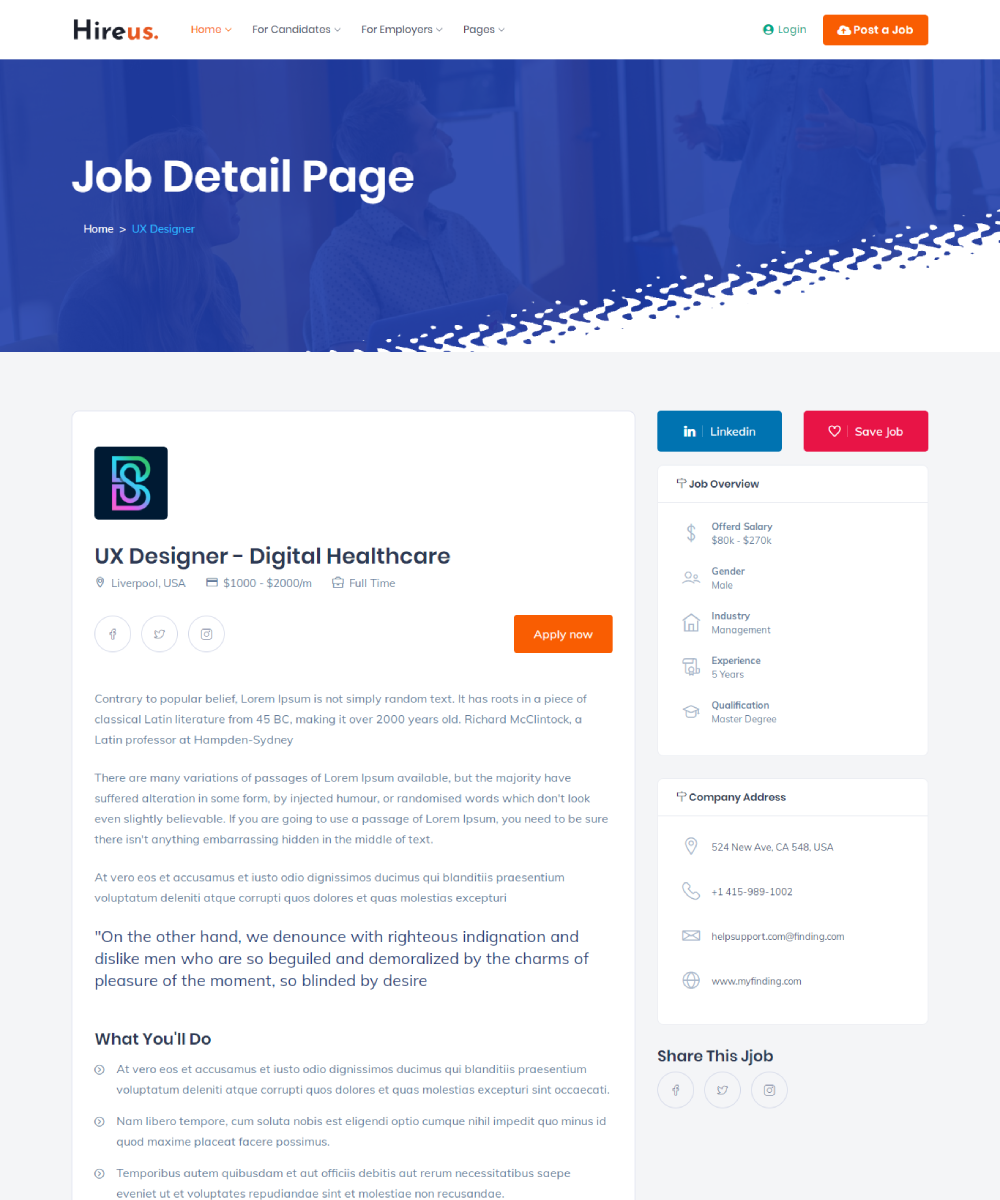 Hireus.
Home
For Candidates
For Employers
Pages
Login
Post a Job
Job Detail Page
Home > UX Designer
UX Designer - Digital Healthcare
Liverpool, USA
$1000 - $2000/m
Full Time
Apply now
Contrary to popular belief, Lorem Ipsum is not simply random text. It has roots in a piece of
classical Latin literature from 45 BC, making it over 2000 years old. Richard McClintock, a
Latin professor at Hampden-Sydney
There are many variations of passages of Lorem Ipsum available, but the majority have
suffered alteration in some form, by injected humour, or randomised words which don't look
even slightly believable. If you are going to use a passage of Lorem Ipsum, you need to be sure
there isn't anything embarrassing hidden in the middle of text.
At vero eos et accusamus et iusto odio dignissimos ducimus qui blanditiis praesentium
voluptatum deleniti atque corrupti quos dolores et quas molestias excepturi
"On the other hand, we denounce with righteous indignation and
dislike men who are so beguiled and demoralized by the charms of
pleasure of the moment, so blinded by desire
What You'll Do
At vero eos et accusamus et iusto odio dignissimos ducimus qui blanditiis praesentium
voluptatum deleniti atque corrupti quos dolores et quas molestias excepturi sint occaecati.
Nam libero tempore, cum soluta nobis est eligendi optio cumque nihil impedit quo minus id
quod maxime placeat facere possimus.
Temporibus autem quibusdam et aut officiis debitis aut rerum necessitatibus saepe
eveniet ut et voluptates repudiandae sint et molestiae non recusandae.
Linkedin
Save Job
Job Overview
Offerd Salary
$80k - $270k
Gender
Male
Industry
Management
Experience
5 Years
Qualification
Master Degree
Company Address
524 New Ave, CA 548, USA
+1 415-989-1002
helpsupport.com@finding.com
www.myfinding.com
Share This Jjob